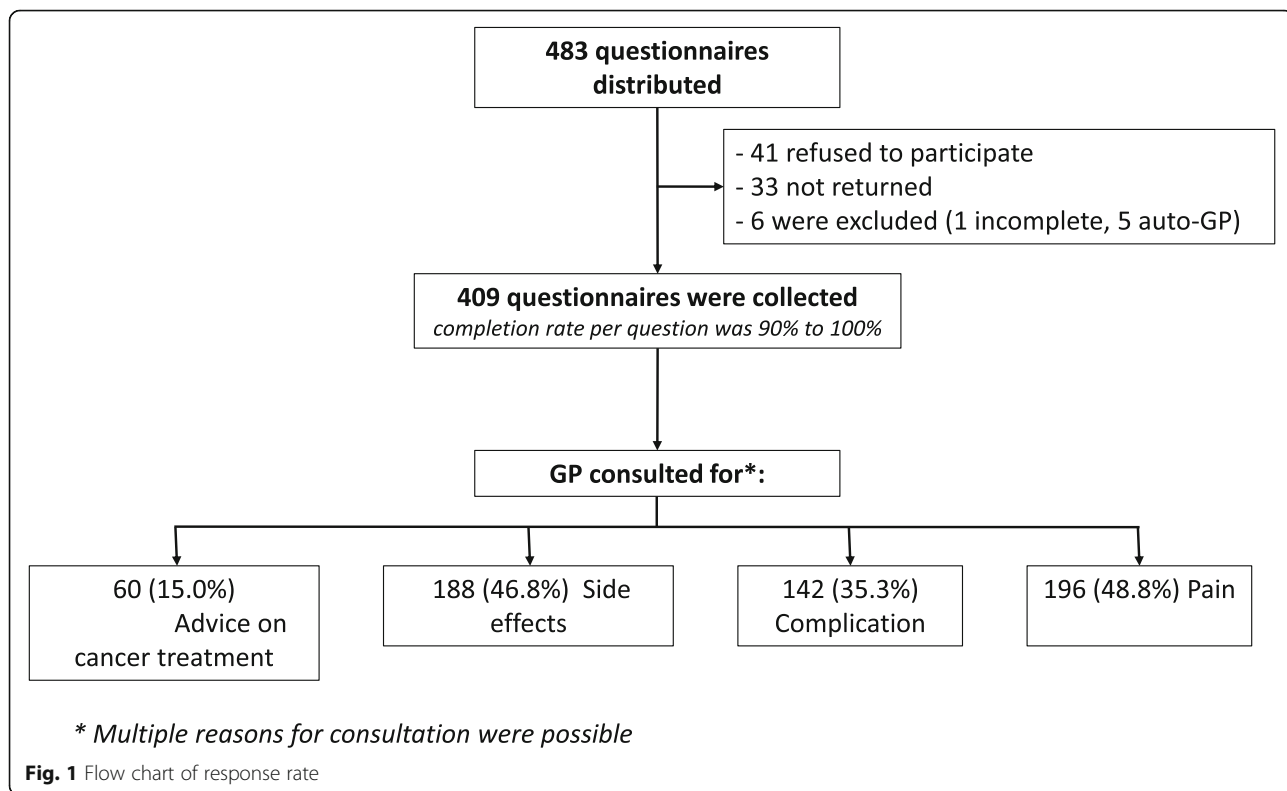 483 questionnaires
distributed
- 41 refused to participate
- 33 not returned
- 6 were excluded (1 incomplete, 5 auto-GP)
409 questionnaires were collected
completion rate per question was 90% to 100%
GP consulted for*:
60 (15.0%)
Advice on
cancer treatment
188 (46.8%) Side
effects
142 (35.3%)
Complication
196 (48.8%) Pain
* Multiple reasons for consultation were possible
Fig. 1 Flow chart of response rate